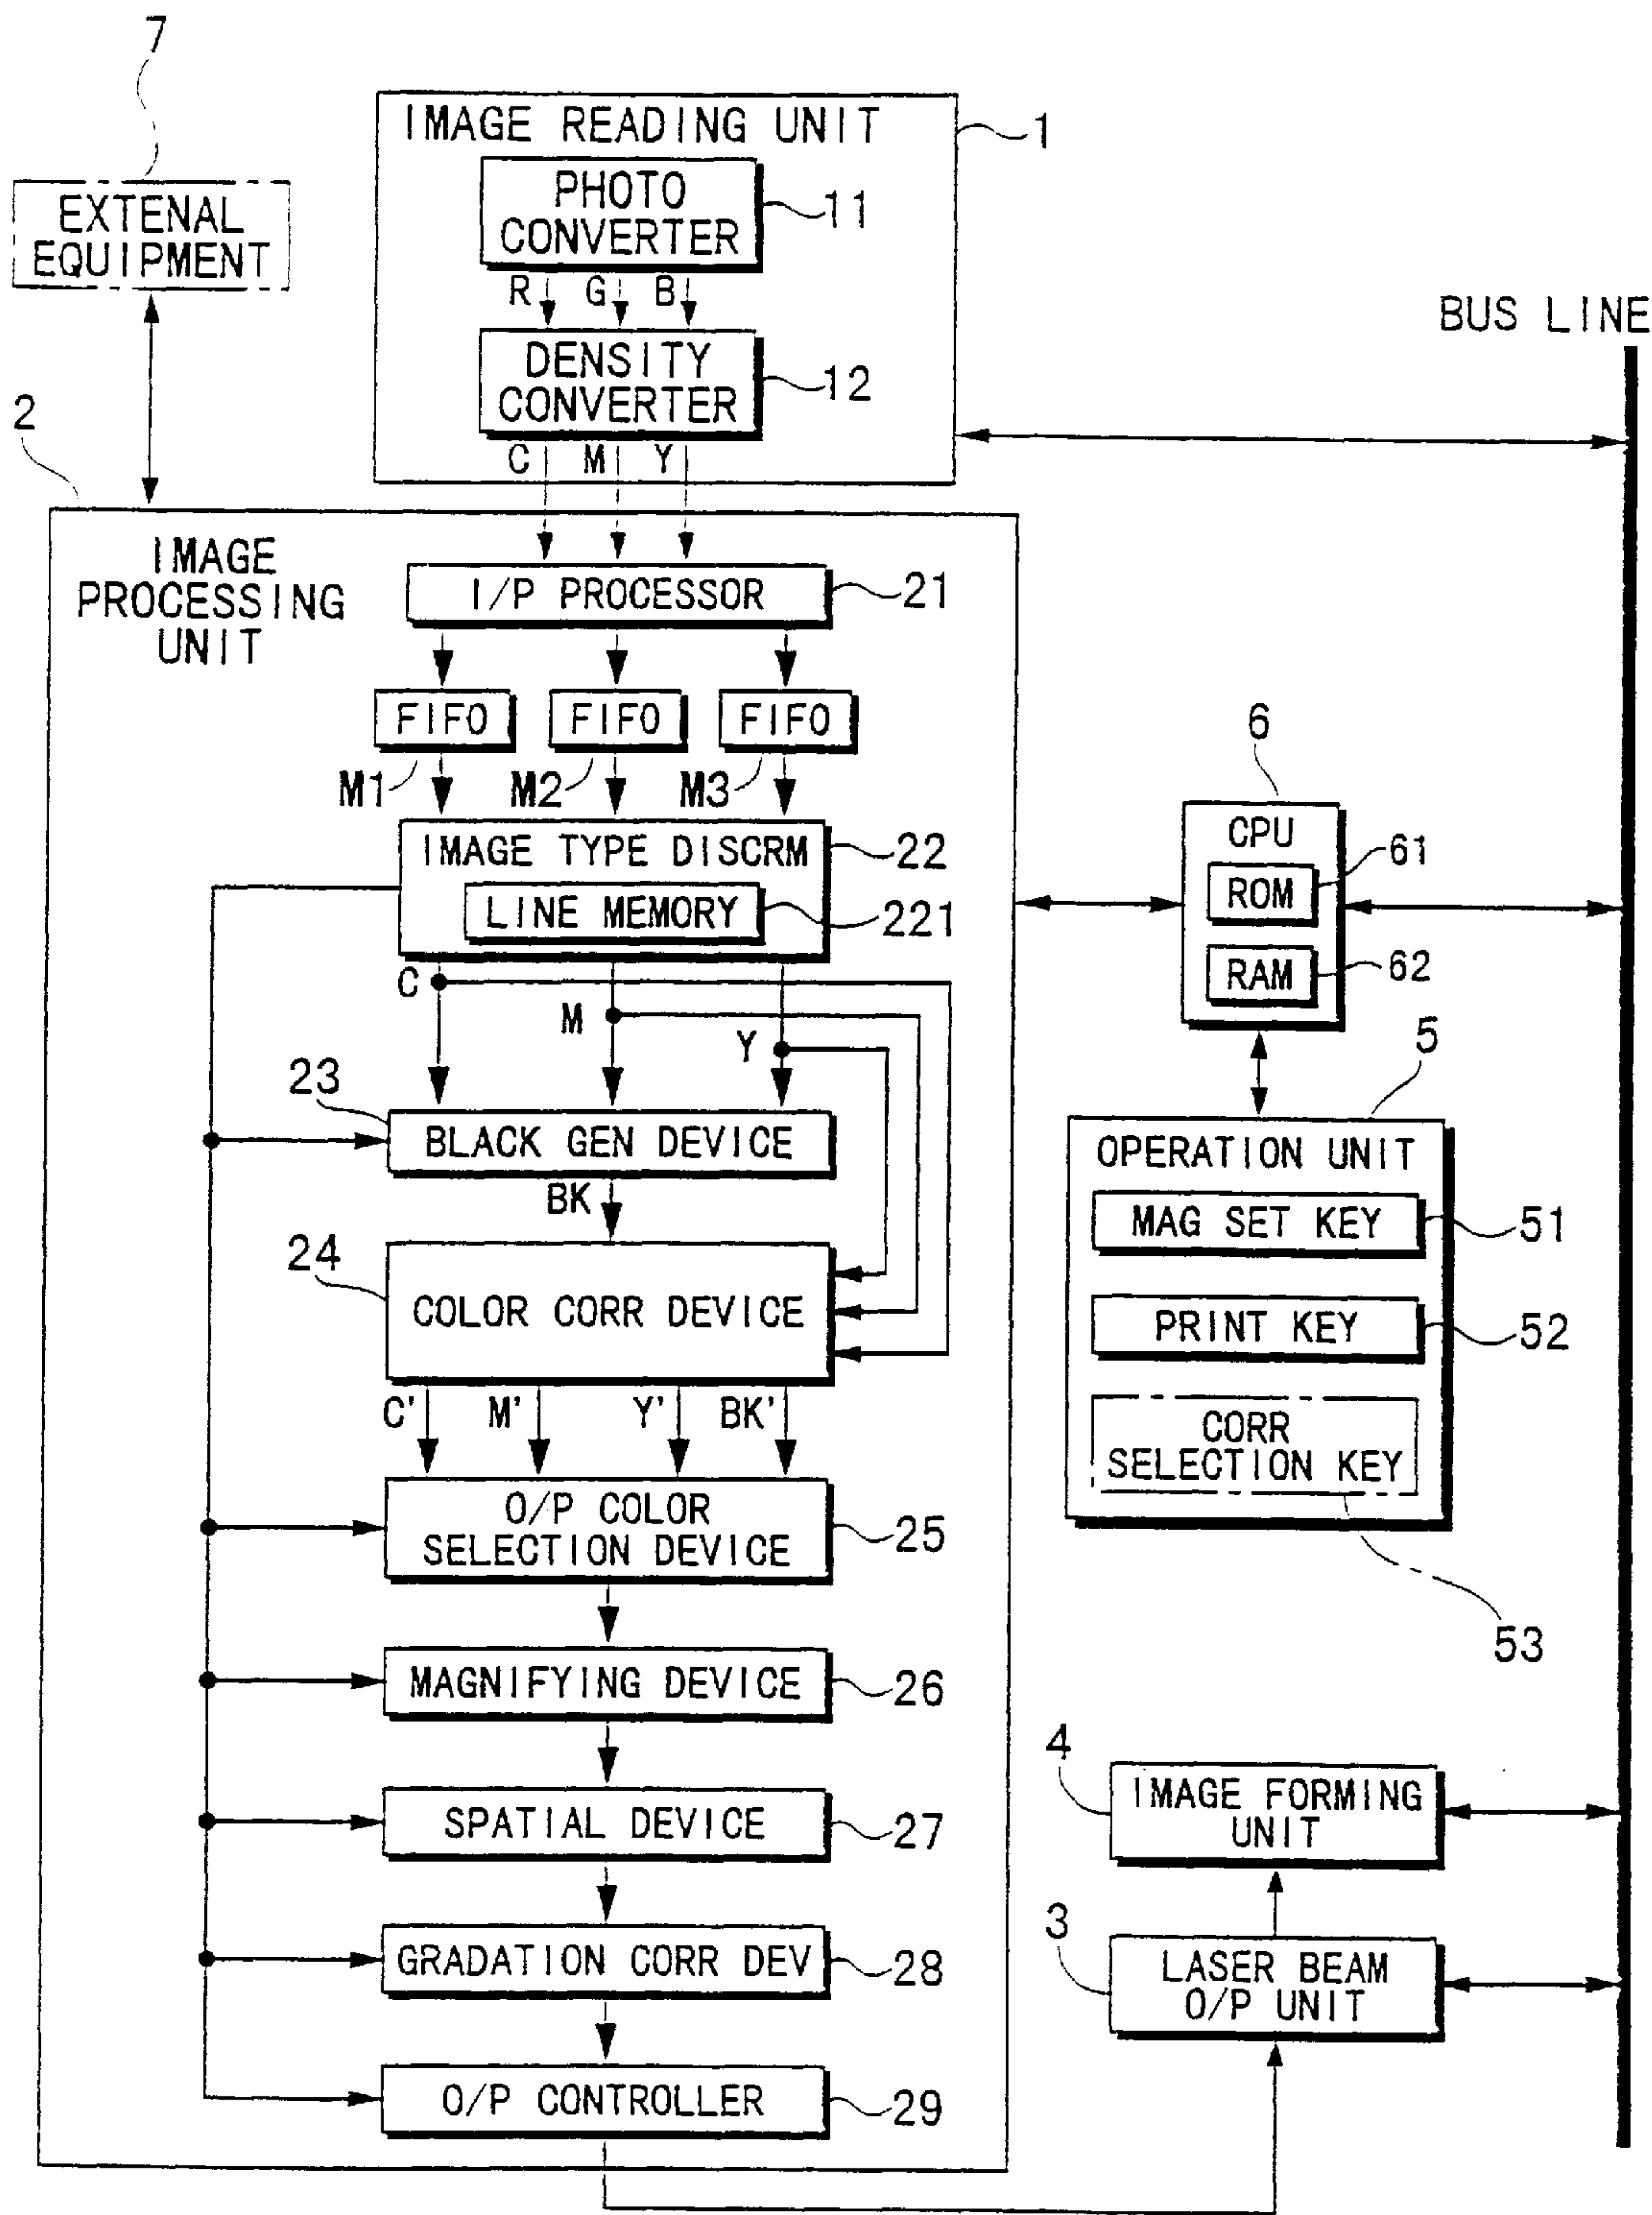 7
IMAGE READING UNIT
1
PHOTO
CONVERTER
11
EXTENAL
EQUIPMENT
R G B
BUS LINE
DENSITY
CONVERTER
12
2
C M Y
IMAGE
PROCESSING
UNIT
I/P PROCESSOR
21
FIFO FIFO FIFO
M1 M2 M3
6
IMAGE TYPE DISCRM
22
LINE MEMORY
221
CPU
ROM
61
RAM
62
C
M
Y
5
23
BLACK GEN DEVICE
OPERATION UNIT
BK
MAG SET KEY
51
24
COLOR CORR DEVICE
PRINT KEY
52
C' M' Y' BK'
CORR
SELECTION KEY
53
O/P COLOR
SELECTION DEVICE
25
MAGNIFYING DEVICE
26
4
IMAGE FORMING
UNIT
SPATIAL DEVICE
27
3
GRADATION CORR DEV
28
LASER BEAM
O/P UNIT
O/P CONTROLLER
29